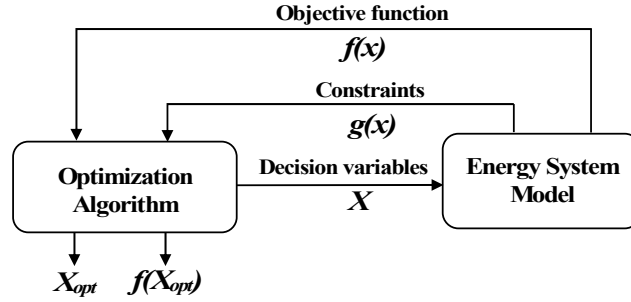 Objective function
f(x)
Constraints
g(x)
Optimization
Algorithm
Decision variables
X
Energy System
Model
Xopt
f(Xopt)